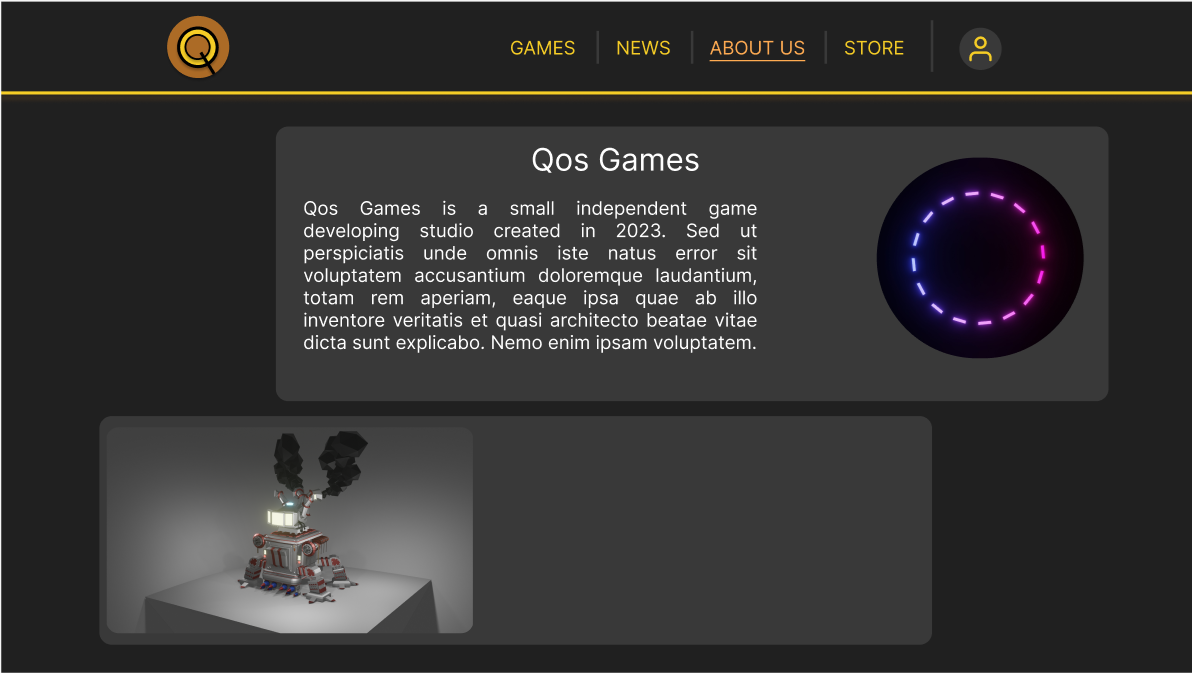 GAMES NEWS ABOUT US STORE
Qos Games
Qos Games is a small independent game
developing studio created in 2023. Sed ut
perspiciatis unde omnis iste natus error sit
voluptatem accusantium doloremque laudantium,
totam rem aperiam, eaque ipsa quae ab illo
inventore veritatis et quasi architecto beatae vitae
dicta sunt explicabo. Nemo enim ipsam voluptatem.